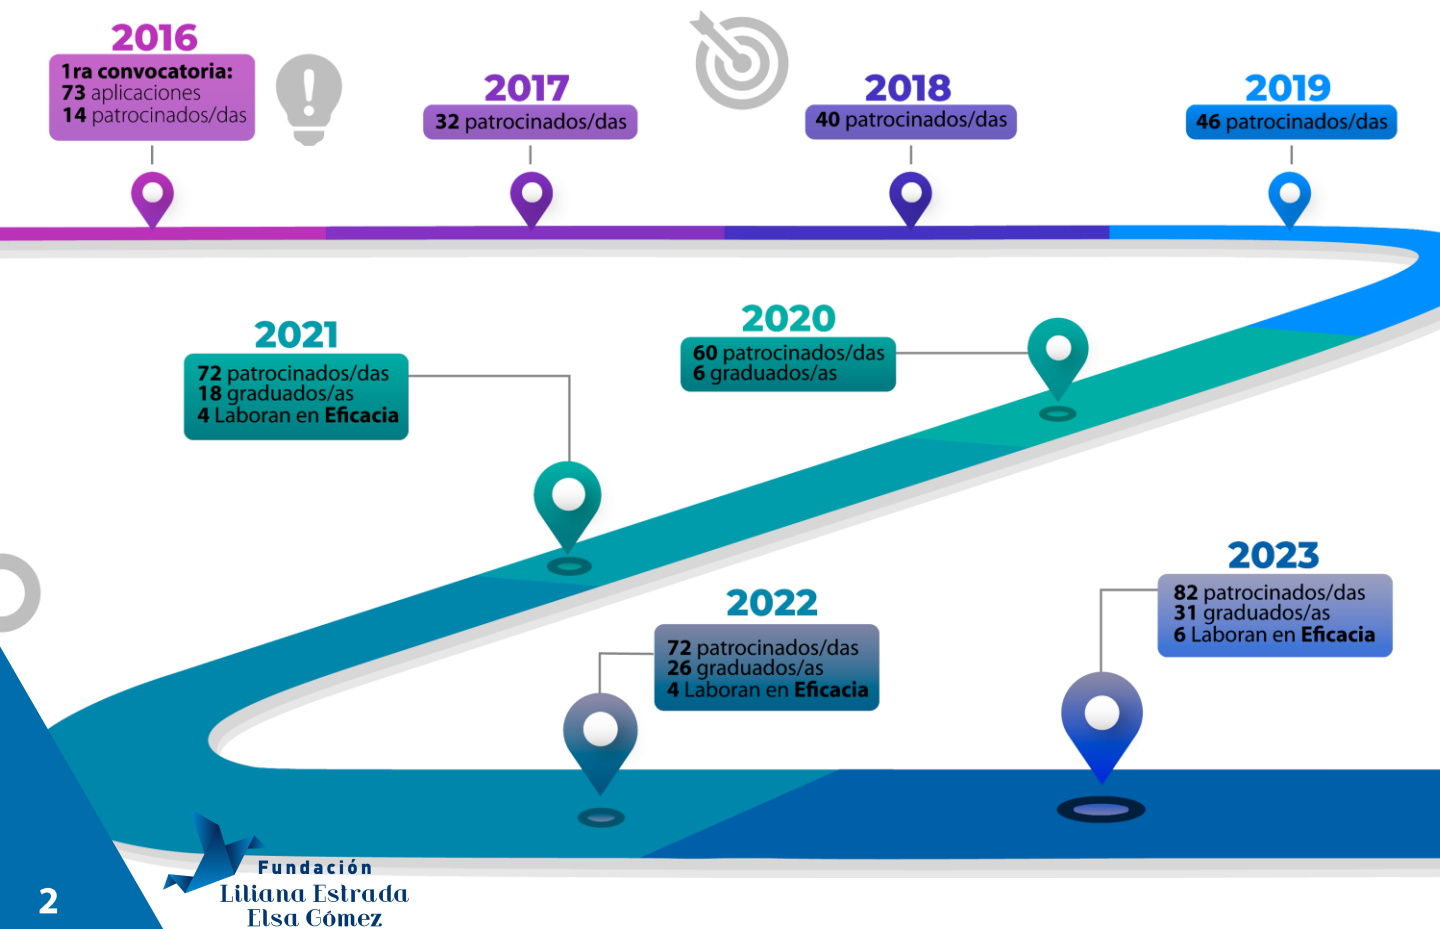 2016
1ra convocatoria:
73 aplicaciones
14 patrocinados/das
2017
32 patrocinados/das
2018
40 patrocinados/das
2019
46 patrocinados/das
2021
72 patrocinados/das
18 graduados/as
4 Laboran en Eficacia
2020
60 patrocinados/das
6 graduados/as
2022
72 patrocinados/das
26 graduados/as
4 Laboran en Eficacia
2023
82 patrocinados/das
31 graduados/as
6 Laboran en Eficacia
Fundación
Liliana Estrada
Elsa Gómez
2